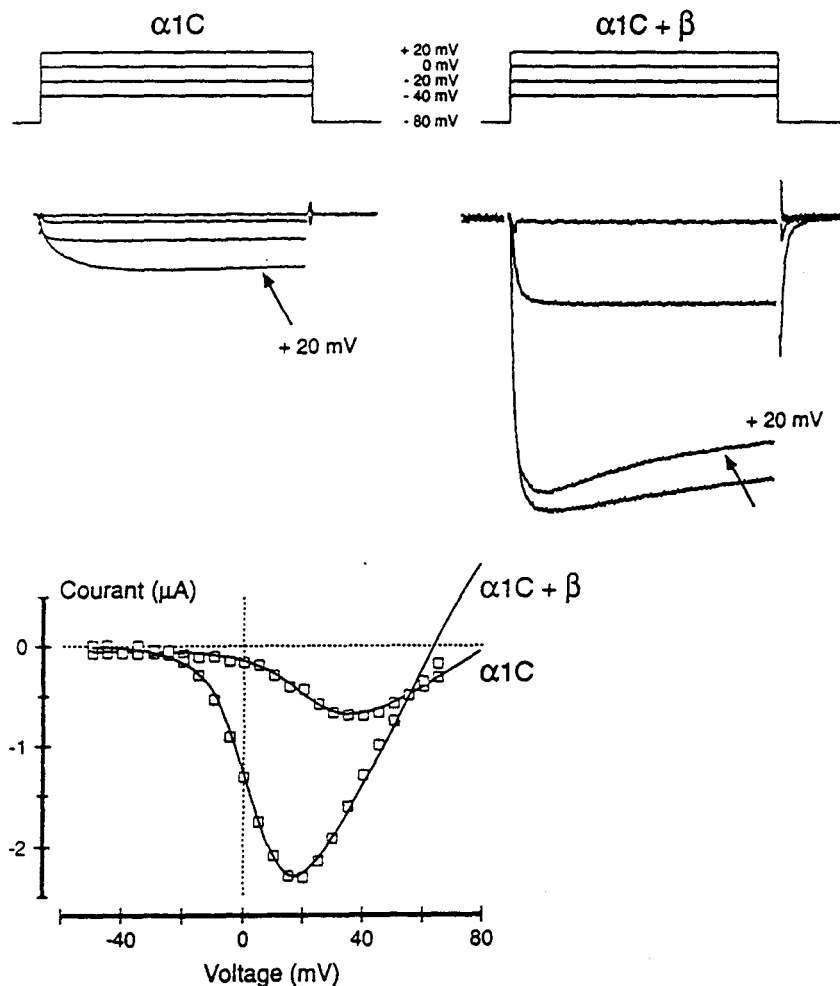 α1C
α1C + β
+ 20 mV
0 mV
- 20 mV
- 40 mV
- 80 mV
+ 20 mV
+ 20 mV
Courant (μA)
α1C + β
α1C
0
-1
-2
-40
0
40
80
Voltage (mV)